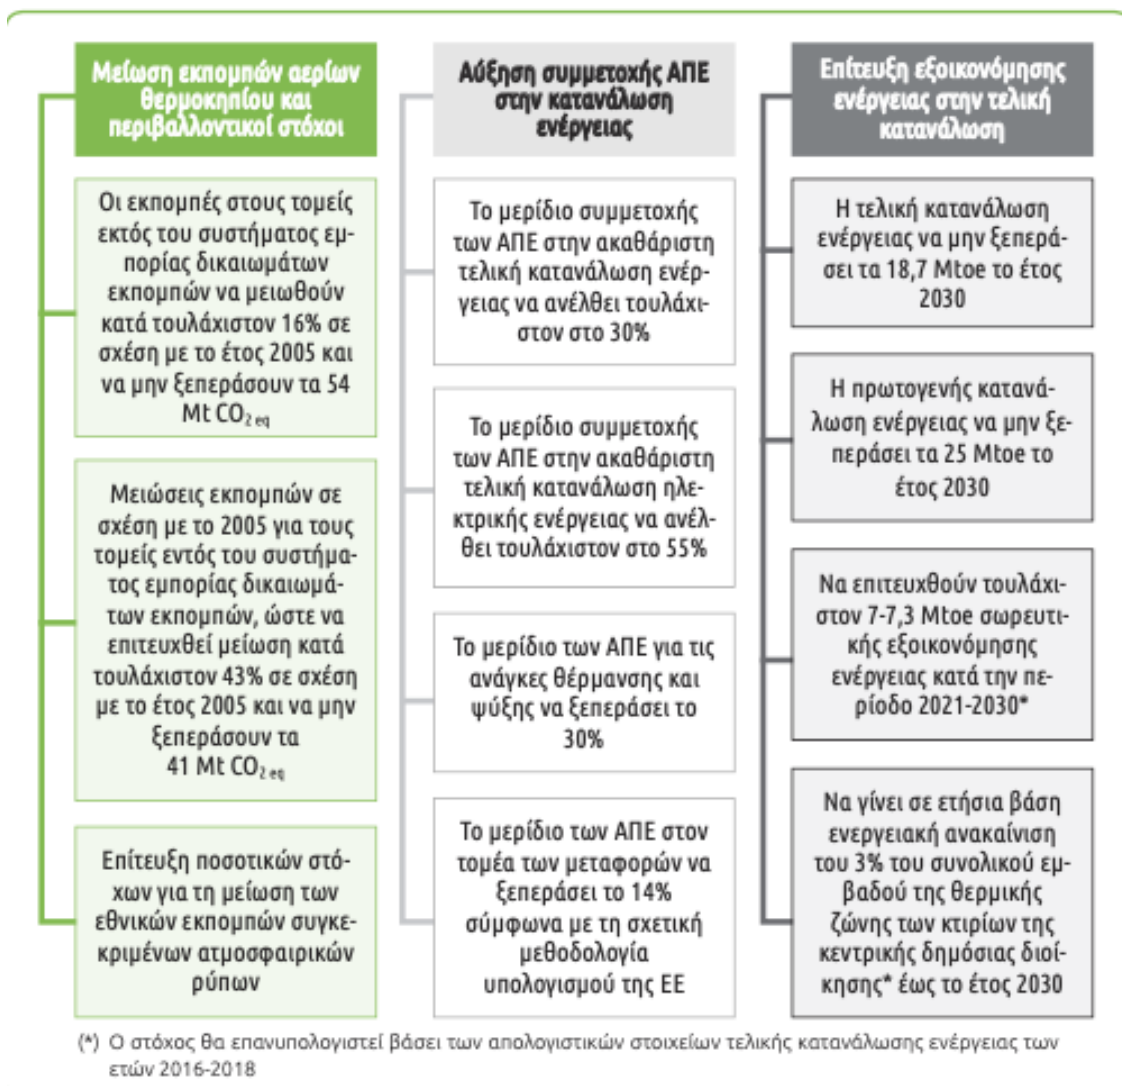 Μείωση εκπομπών αερίων
θερμοκηπίου και
περιβαλλοντικοί στόχοι
Οι εκπομπές στους τομείς
εκτός του συστήματος εμ-
πορίας δικαιωμάτων
εκπομπών να μειωθούν
κατά τουλάχιστον 16% σε
σχέση με το έτος 2005 και
να μην ξεπεράσουν τα 54
Mt CO2 eq
Μειώσεις εκπομπών σε
σχέση με το 2005 για τους
τομείς εντός του συστήμα-
τος εμπορίας δικαιωμά-
των εκπομπών, ώστε να
επιτευχθεί μείωση κατά
τουλάχιστον 43% σε σχέση
με το έτος 2005 και να μην
ξεπεράσουν τα
41 Mt CO2 eq
Επίτευξη ποσοτικών στό-
χων για τη μείωση των
εθνικών εκπομπών συγκε-
κριμένων ατμοσφαιρικών
ρύπων
Αύξηση συμμετοχής ΑΠΕ
στην κατανάλωση
ενέργειας
Το μερίδιο συμμετοχής
των ΑΠΕ στην ακαθάριστη
τελική κατανάλωση ενέρ-
γειας να ανέλθει τουλάχι-
στον στο 30%
Το μερίδιο συμμετοχής
των ΑΠΕ στην ακαθάριστη
τελική κατανάλωση ηλε-
κτρικής ενέργειας να ανέλ-
θει τουλάχιστον στο 55%
Το μερίδιο των ΑΠΕ για τις
ανάγκες θέρμανσης και
ψύξης να ξεπεράσει το
30%
Το μερίδιο των ΑΠΕ στον
τομέα των μεταφορών να
ξεπεράσει το 14%
σύμφωνα με τη σχετική
μεθοδολογία
υπολογισμού της ΕΕ
Επίτευξη εξοικονόμησης
ενέργειας στην τελική
κατανάλωση
Η τελική κατανάλωση
ενέργειας να μην ξεπερά-
σει τα 18,7 Mtoe το έτος
2030
Η πρωτογενής κατανά-
λωση ενέργειας να μην ξε-
περάσει τα 25 Mtoe το
έτος 2030
Να επιτευχθούν τουλάχι-
στον 7-7,3 Mtoe σωρευτι-
κής εξοικονόμησης
ενέργειας κατά την πε-
ρίοδο 2021-2030*
Να γίνει σε ετήσια βάση
ενεργειακή ανακαίνιση
του 3% του συνολικού εμ-
βαδού της θερμικής
ζώνης των κτιρίων της
κεντρικής δημόσιας διοί-
κησης* έως το έτος 2030
(*) Ο στόχος θα επανυπολογιστεί βάσει των απολογιστικών στοιχείων τελικής κατανάλωσης ενέργειας των
ετών 2016-2018